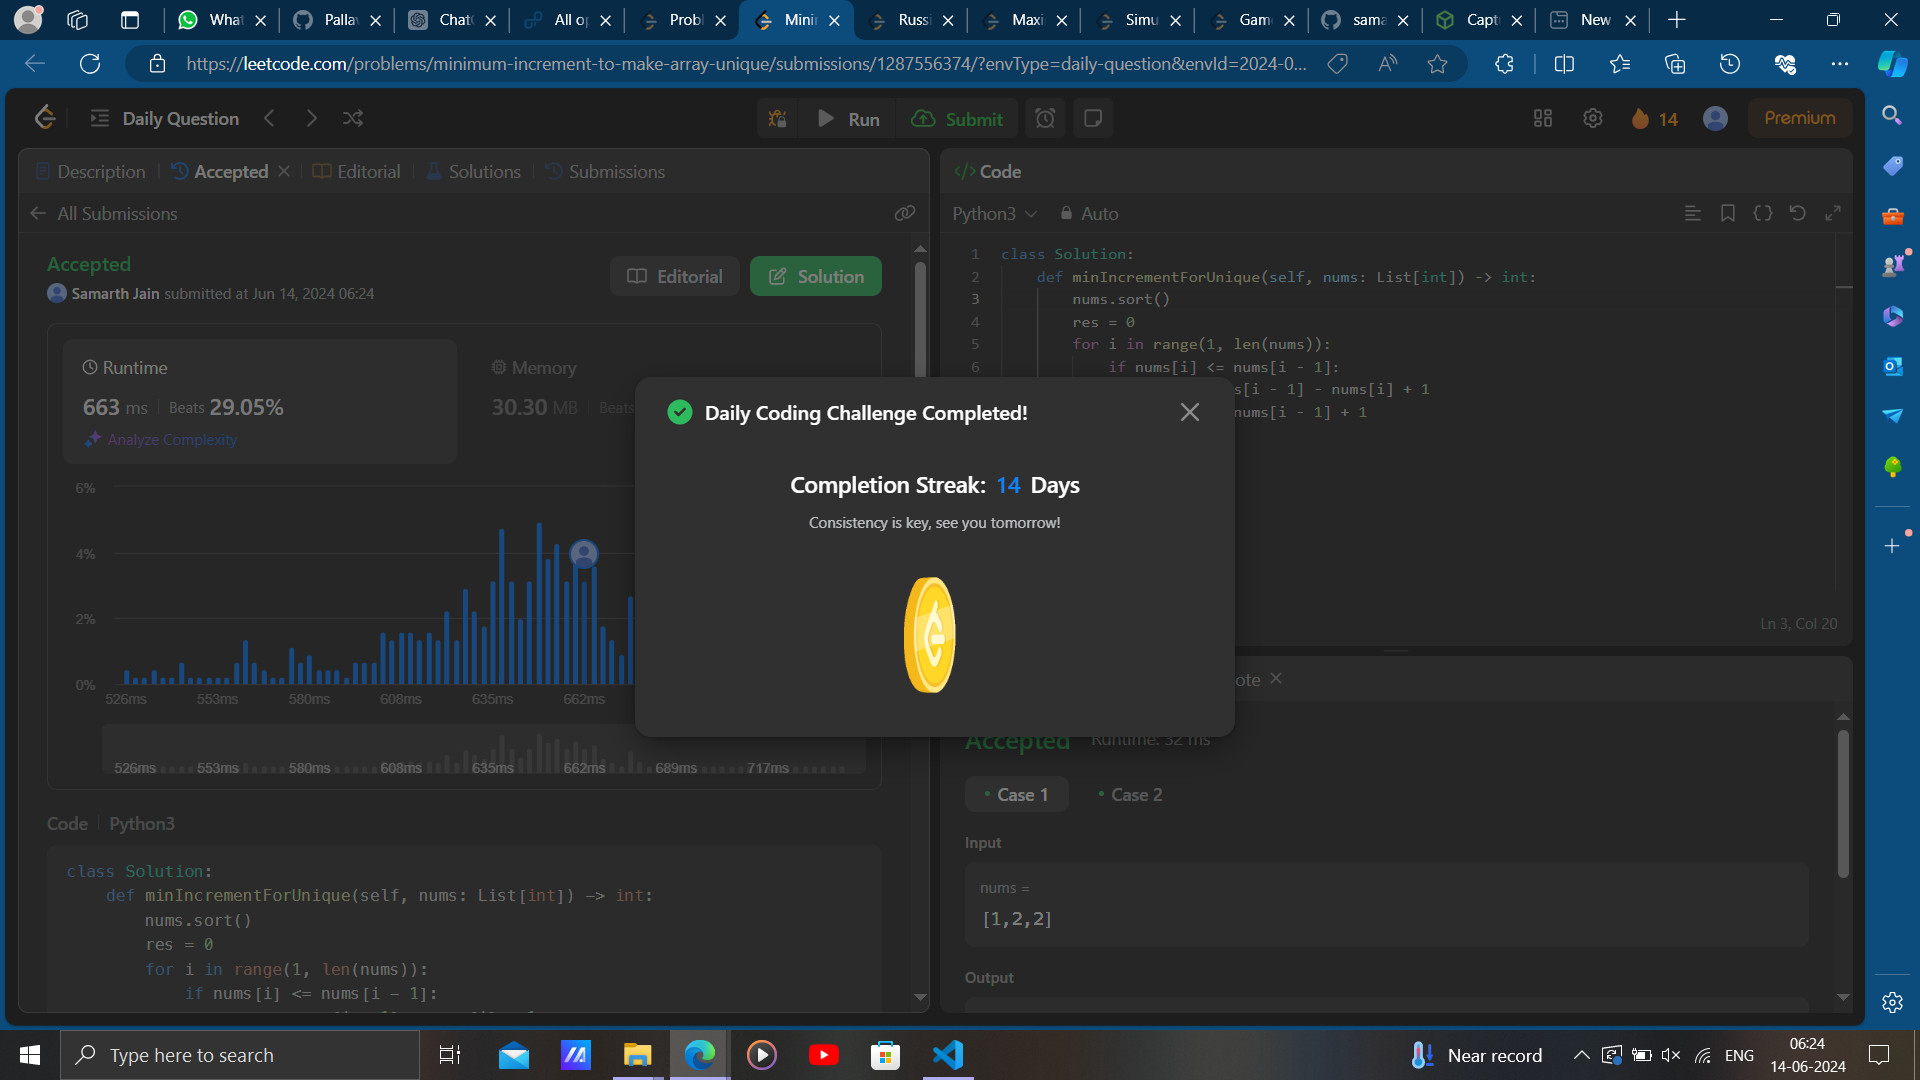 What
Palla
Chat
All o
Probl
Minir
Russi
Maxi
Simu
Gam
sama
Capt
New
https://leetcode.com/problems/minimum-increment-to-make-array-unique/submissions/1287556374/?envType=daily-question&envId=2024-0...
Daily Question
Run
Submit
14
Premium
Description
Accepted
Editorial
Solutions
Submissions
All Submissions
Accepted
Samarth Jain submitted at Jun 14, 2024 06:24
Editorial
Solution
Runtime
663 ms
Beats 29.05%
Analyze Complexity
Memory
30.30 MB
Beats
6%
4%
2%
0%
526ms 553ms 580ms 608ms 635ms 662ms
526ms 553ms 580ms 608ms 635ms 662ms 689ms 717ms
Code
Python3
class Solution:
def minIncrementForUnique(self, nums: List[int]) -> int:
nums.sort()
res = 0
for i in range(1, len(nums)):
if nums[i] <= nums[i - 1]:
Daily Coding Challenge Completed!
Completion Streak: 14 Days
Consistency is key, see you tomorrow!
</> Code
Python3
Auto
1 class Solution:
2 def minIncrementForUnique(self, nums: List[int]) -> int:
3 nums.sort()
4 res = 0
5 for i in range(1, len(nums)):
6 if nums[i] <= nums[i - 1]:
s[i - 1] - nums[i] + 1
nums[i - 1] + 1
Ln 3, Col 20
ote
Accepted
Runtime: 32 ms
Case 1
Case 2
Input
nums =
[1,2,2]
Output
Type here to search
Near record
ENG
06:24
14-06-2024